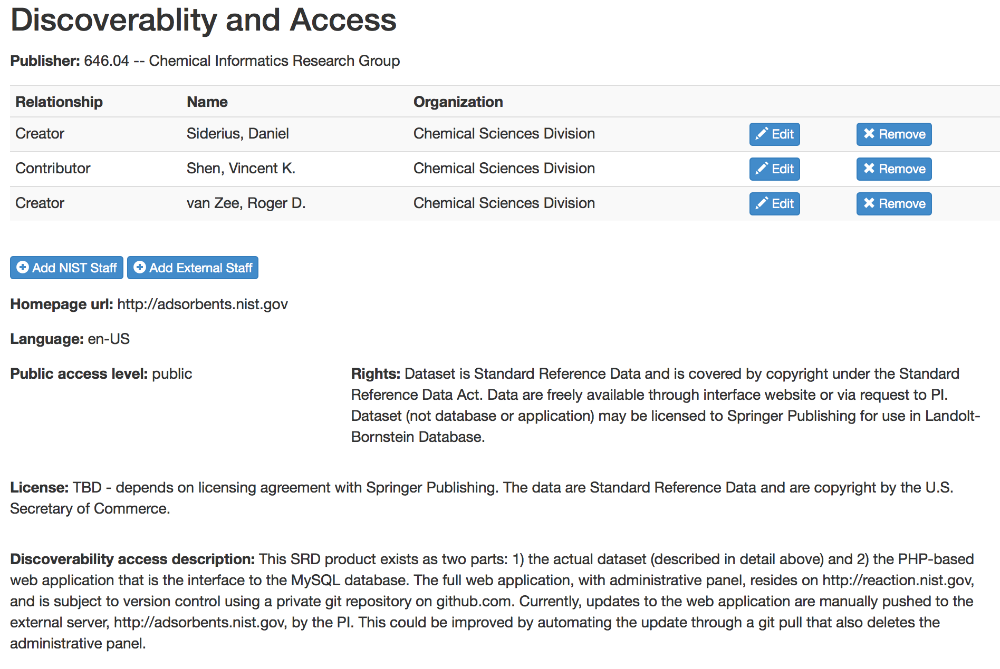 Discoverablity and Access
Publisher: 646.04 -- Chemical Informatics Research Group
Relationship Name Organization
Creator Siderius, Daniel Chemical Sciences Division Edit Remove
Contributor Shen, Vincent K. Chemical Sciences Division Edit Remove
Creator van Zee, Roger D. Chemical Sciences Division Edit Remove
Add NIST Staff Add External Staff
Homepage url: http://adsorbents.nist.gov
Language: en-US
Public access level: public
Rights: Dataset is Standard Reference Data and is covered by copyright under the Standard
Reference Data Act. Data are freely available through interface website or via request to PI.
Dataset (not database or application) may be licensed to Springer Publishing for use in Landolt-
Bornstein Database.
License: TBD - depends on licensing agreement with Springer Publishing. The data are Standard Reference Data and are copyright by the U.S.
Secretary of Commerce.
Discoverability access description: This SRD product exists as two parts: 1) the actual dataset (described in detail above) and 2) the PHP-based
web application that is the interface to the MySQL database. The full web application, with administrative panel, resides on http://reaction.nist.gov,
and is subject to version control using a private git repository on github.com. Currently, updates to the web application are manually pushed to the
external server, http://adsorbents.nist.gov, by the PI. This could be improved by automating the update through a git pull that also deletes the
administrative panel.